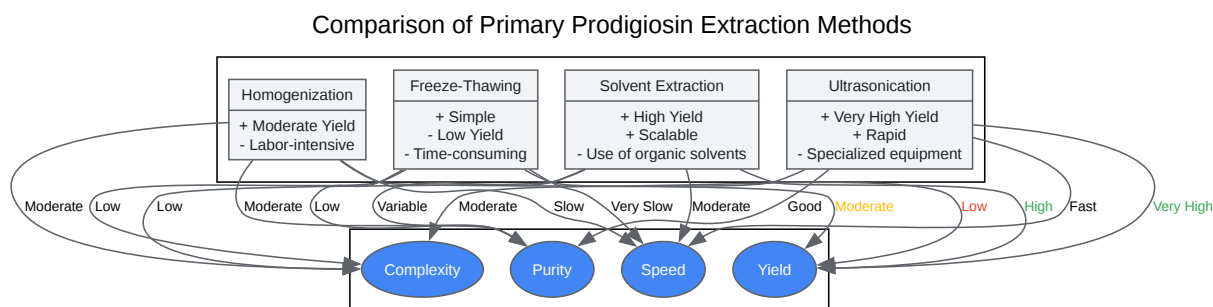 Comparison of Primary Prodigiosin Extraction Methods
Homogenization
+ Moderate Yield
- Labor-intensive
Freeze-Thawing
+ Simple
- Low Yield
- Time-consuming
Solvent Extraction
+ High Yield
+ Scalable
- Use of organic solvents
Ultrasonication
+ Very High Yield
+ Rapid
- Specialized equipment
Moderate
Low
Low
Moderate
Low
Variable
Moderate
Slow
Very Slow
Moderate
Good
Moderate
Low
High
Fast
Very High
Complexity
Purity
Speed
Yield